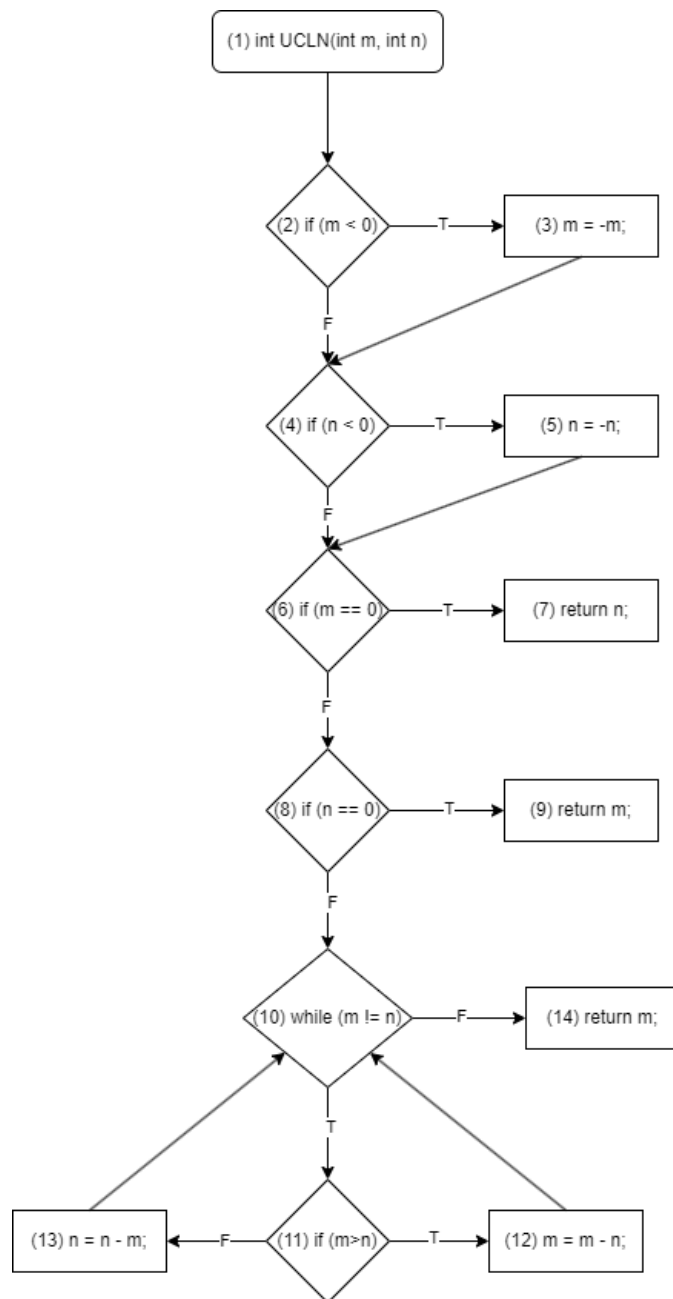 (1) int UCLN(int m, int n)
(2) if (m < 0)
T
(3) m = -m;
F
(4) if (n < 0)
T
(5) n = -n;
F
(6) if (m == 0)
T
(7) return n;
F
(8) if (n == 0)
T
(9) return m;
F
(10) while (m != n)
F
(14) return m;
T
(13) n = n - m;
F
(11) if (m>n)
T
(12) m = m - n;